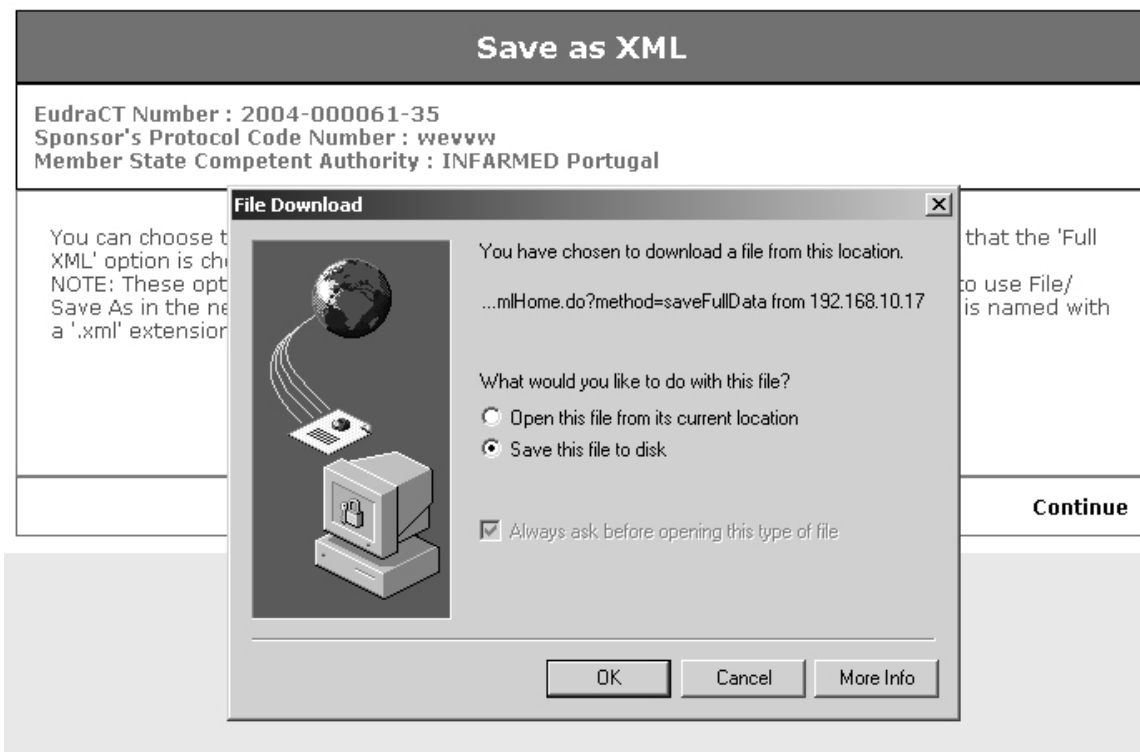 Save as XML
EudraCT Number : 2004-000061-35
Sponsor's Protocol Code Number : wevvw
Member State Competent Authority : INFARMED Portugal
File Download
You can choose t
that the 'Full
XML' option is ch
NOTE: These opt
to use File/
Save As in the ne
is named with
a '.xml' extension
You have chosen to download a file from this location.
...mlHome.do?method=saveFullData from 192.168.10.17
What would you like to do with this file?
Open this file from its current location
Save this file to disk
Always ask before opening this type of file
Continue
OK
Cancel
More Info